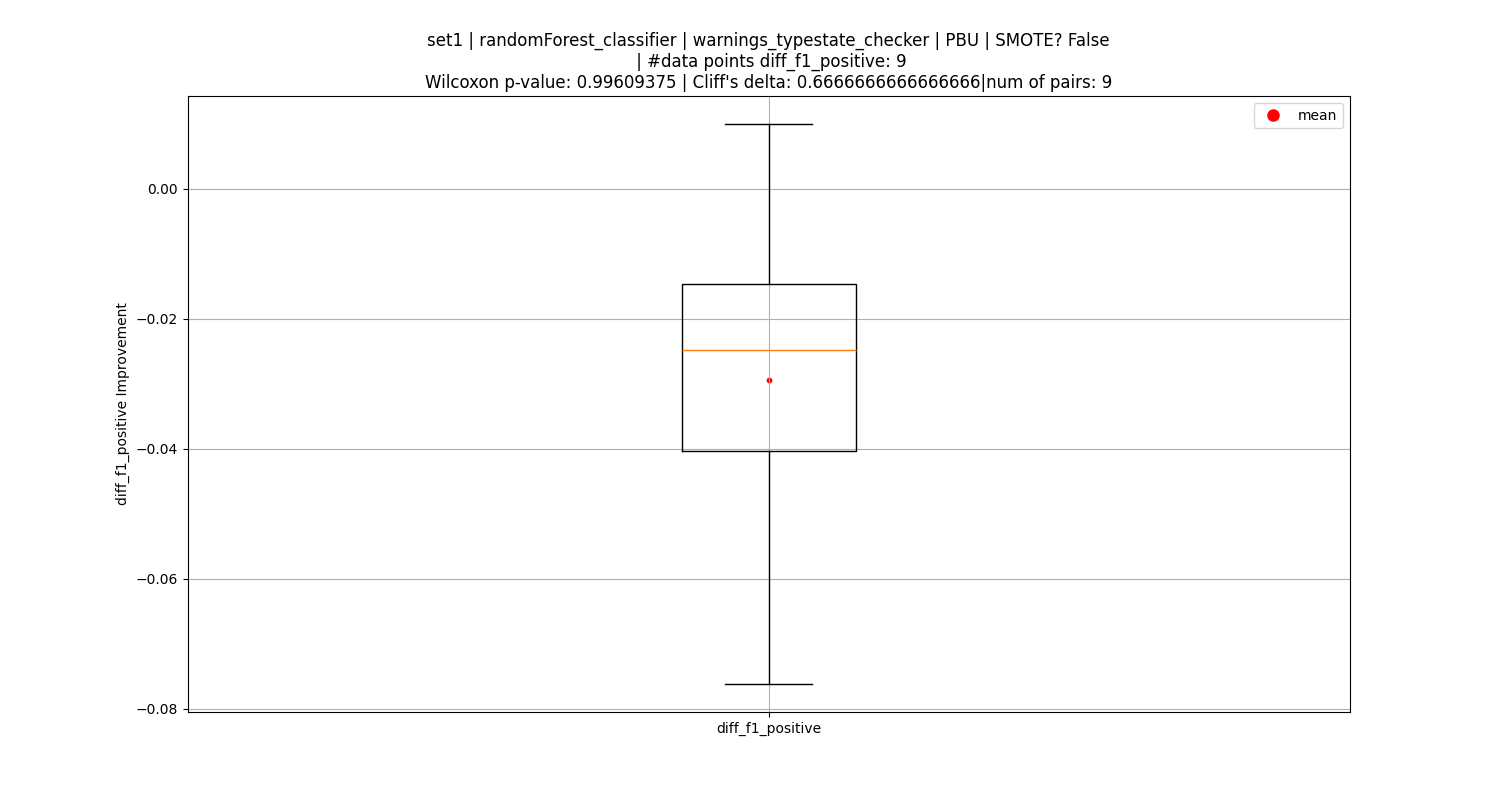 set1 | randomForest_classifier | warnings_typestate_checker | PBU | SMOTE? False
| #data points diff_f1_positive: 9
Wilcoxon p-value: 0.99609375 | Cliff's delta: 0.6666666666666666|num of pairs: 9
mean
0.00
−0.02
−0.04
−0.06
−0.08
diff_f1_positive Improvement
diff_f1_positive